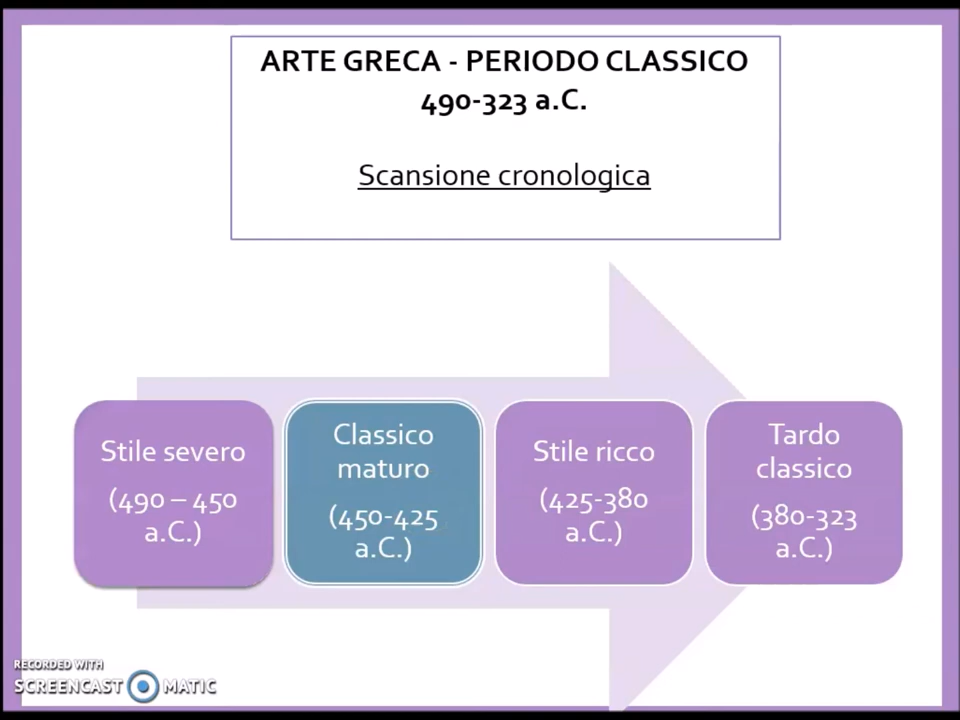 ARTE GRECA - PERIODO CLASSICO
490-323 a.C.
Scansione cronologica
Stile severo
(490 – 450
a.C.)
Classico
maturo
(450-425
a.C.)
Stile ricco
(425-380
a.C.)
Tardo
classico
(380-323
a.C.)
RECORDED WITH
SCREENCAST MATIC